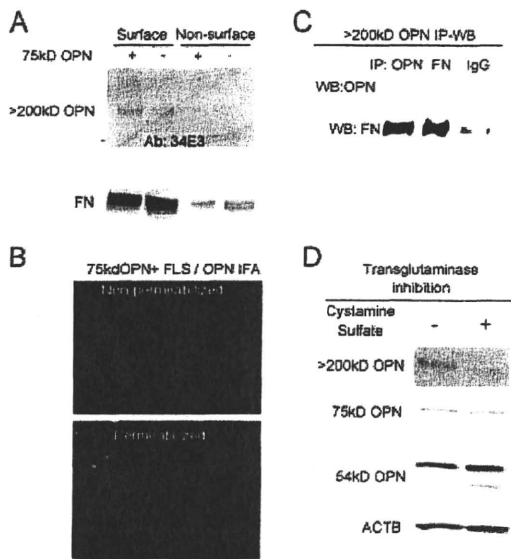 A
Surface Non-surface
75kD OPN + - + -
>200kD OPN
Ab: 34E3
FN
B
75kdOPN+ FLS / OPN IFA
Non permeabilized
Permeabilized
C
>200kD OPN IP-WB
IP: OPN FN IgG
WB:OPN
WB: FN
D
Transglutaminase
inhibition
Cystamine
Sulfate - +
>200kD OPN
75kD OPN
54kD OPN
ACTB